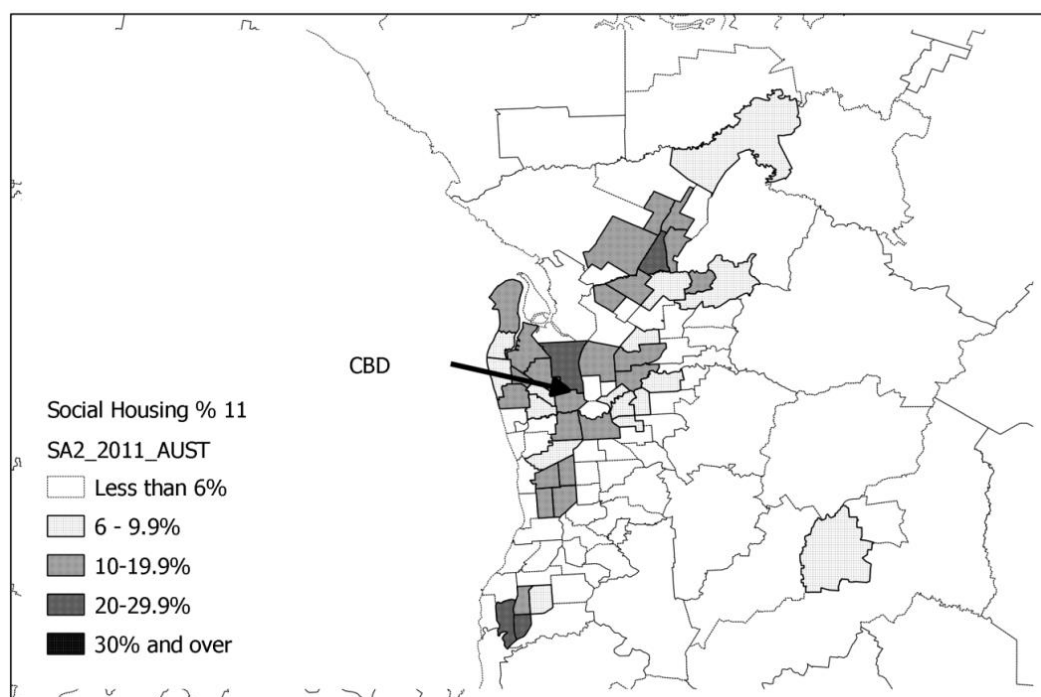 CBD
Social Housing % 11
SA2_2011_AUST
Less than 6%
6 - 9.9%
10-19.9%
20-29.9%
30% and over